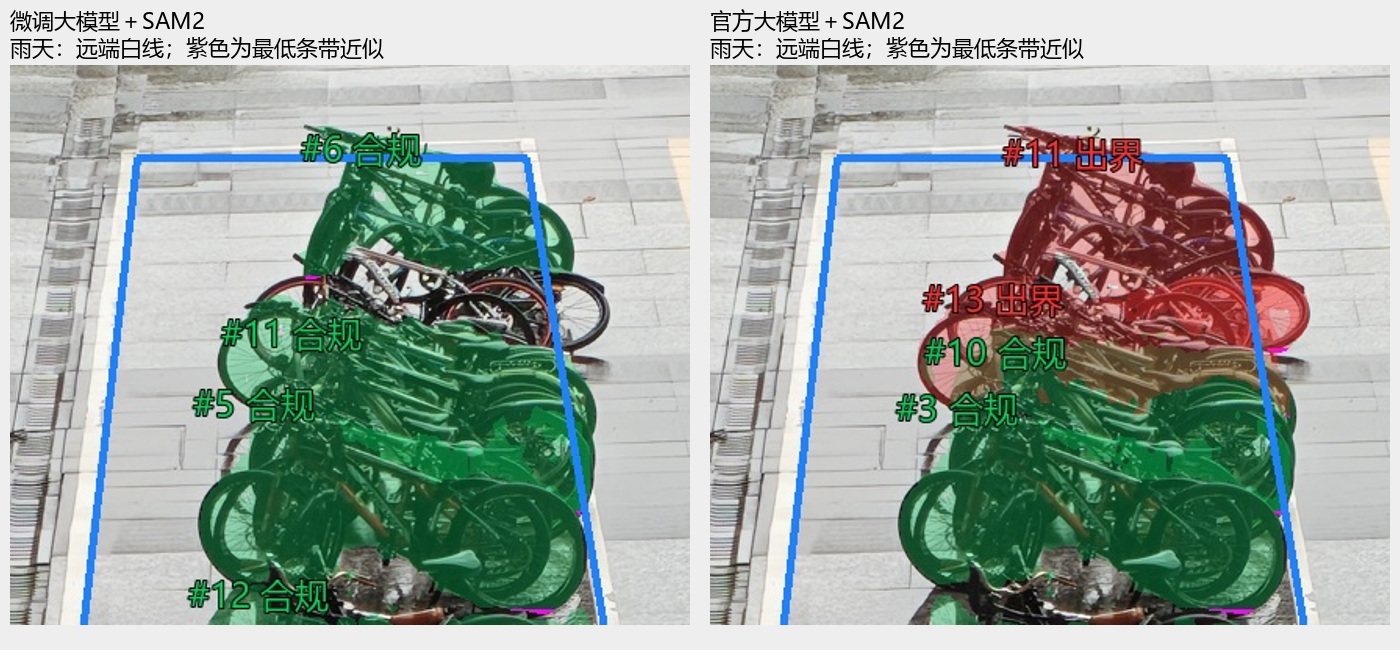 微调大模型＋SAM2
雨天：远端白线；紫色为最低条带近似
#6 合规
#11 合规
#5 合规
#12 合规
官方大模型＋SAM2
雨天：远端白线；紫色为最低条带近似
#11 出界
#13 出界
#10 合规
#3 合规